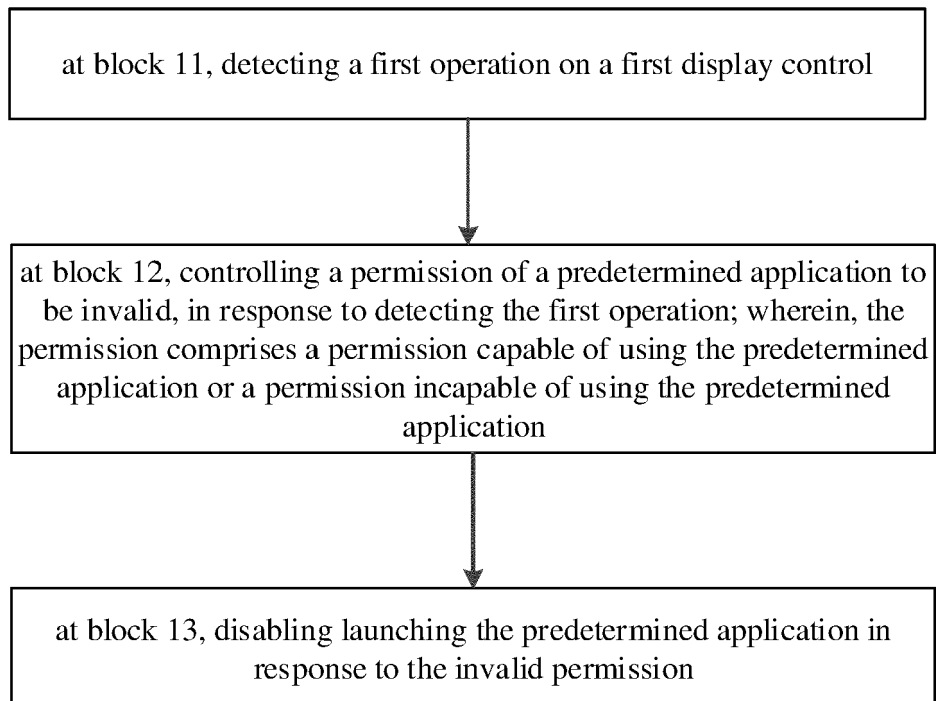 at block 11, detecting a first operation on a first display control
at block 12, controlling a permission of a predetermined application to
be invalid, in response to detecting the first operation; wherein, the
permission comprises a permission capable of using the predetermined
application or a permission incapable of using the predetermined
application
at block 13, disabling launching the predetermined application in
response to the invalid permission